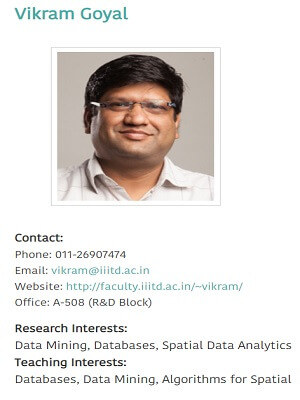 Vikram Goyal
Contact:
Phone: 011-26907474
Email: vikram@iiitd.ac.in
Website: http://faculty.iiitd.ac.in/~vikram/
Office: A-508 (R&D Block)
Research Interests:
Data Mining, Databases, Spatial Data Analytics
Teaching Interests:
Databases, Data Mining, Algorithms for Spatial